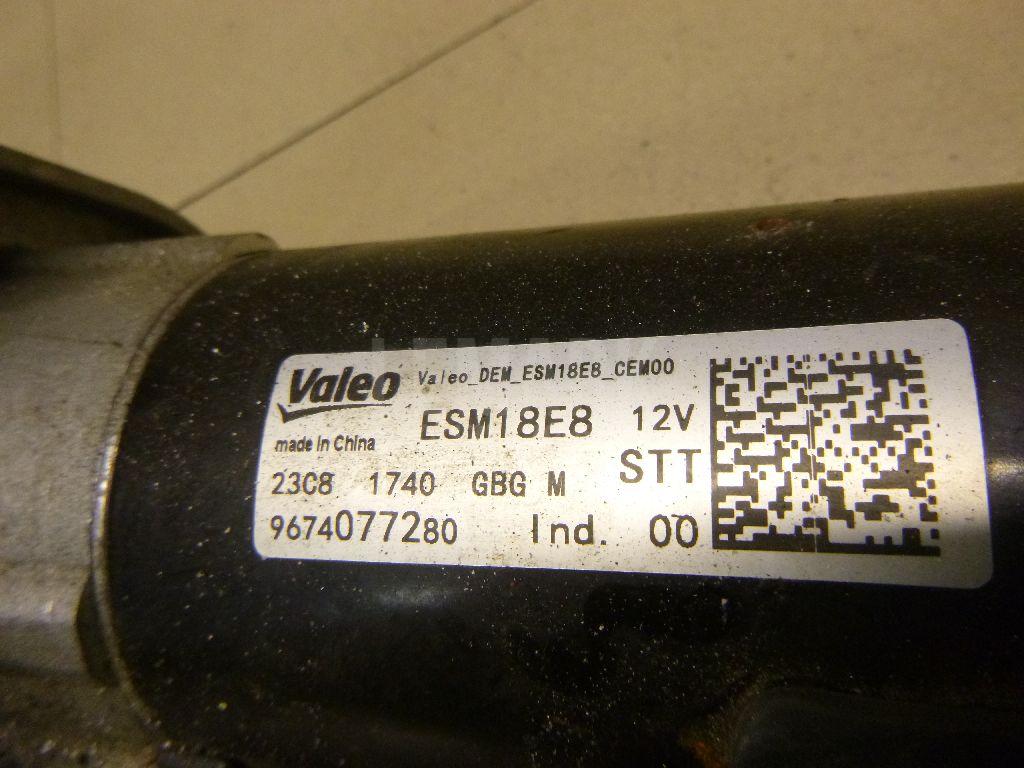 Valeo Valeo_DEM_ESM18E8_CEM00
ESM18E8 12V
made in China
STT
23C8 1740 GBG M
9674077280 Ind. 00